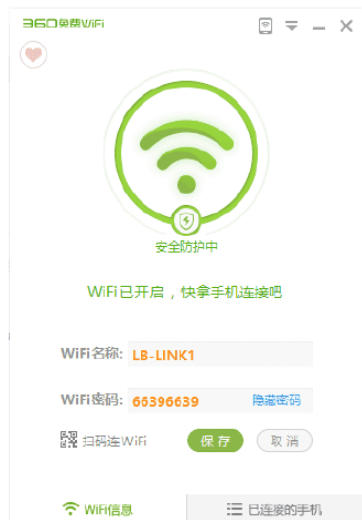 360免费WiFi
安全防护中
WiFi已开启，快拿手机连接吧
WiFi名称: LB-LINK1
WiFi密码: 66396639 隐藏密码
扫码连WiFi 保存 取消
WiFi信息 已连接的手机